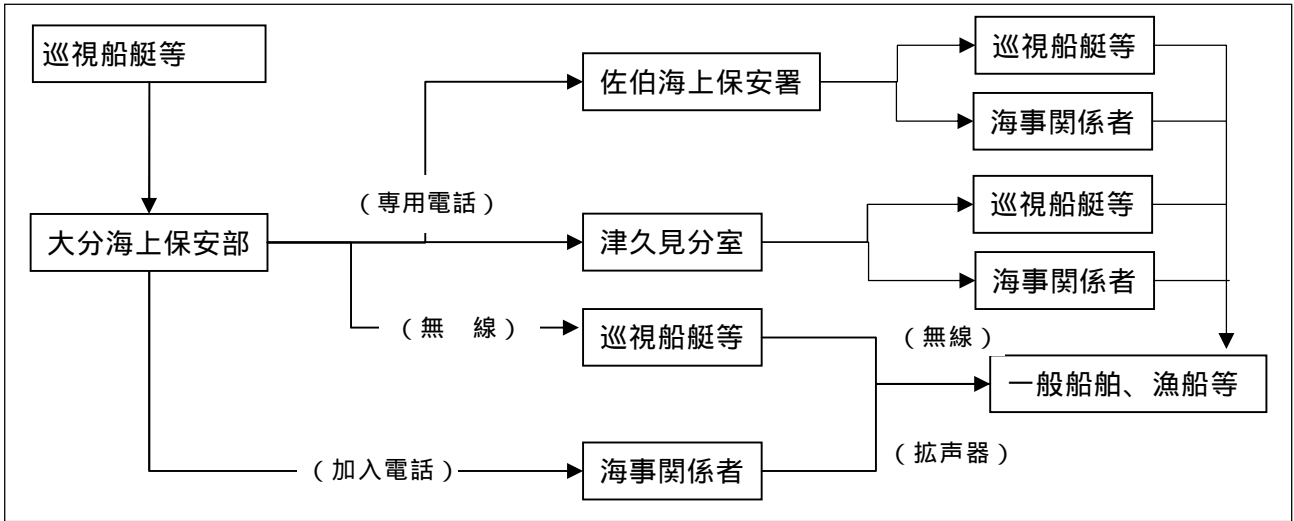 巡視船艇等
佐伯海上保安署
巡視船艇等
海事関係者
(専用電話)
大分海上保安部
津久見分室
巡視船艇等
海事関係者
(無　線)
巡視船艇等
(無線)
一般船舶、漁船等
(加入電話)
海事関係者
(拡声器)